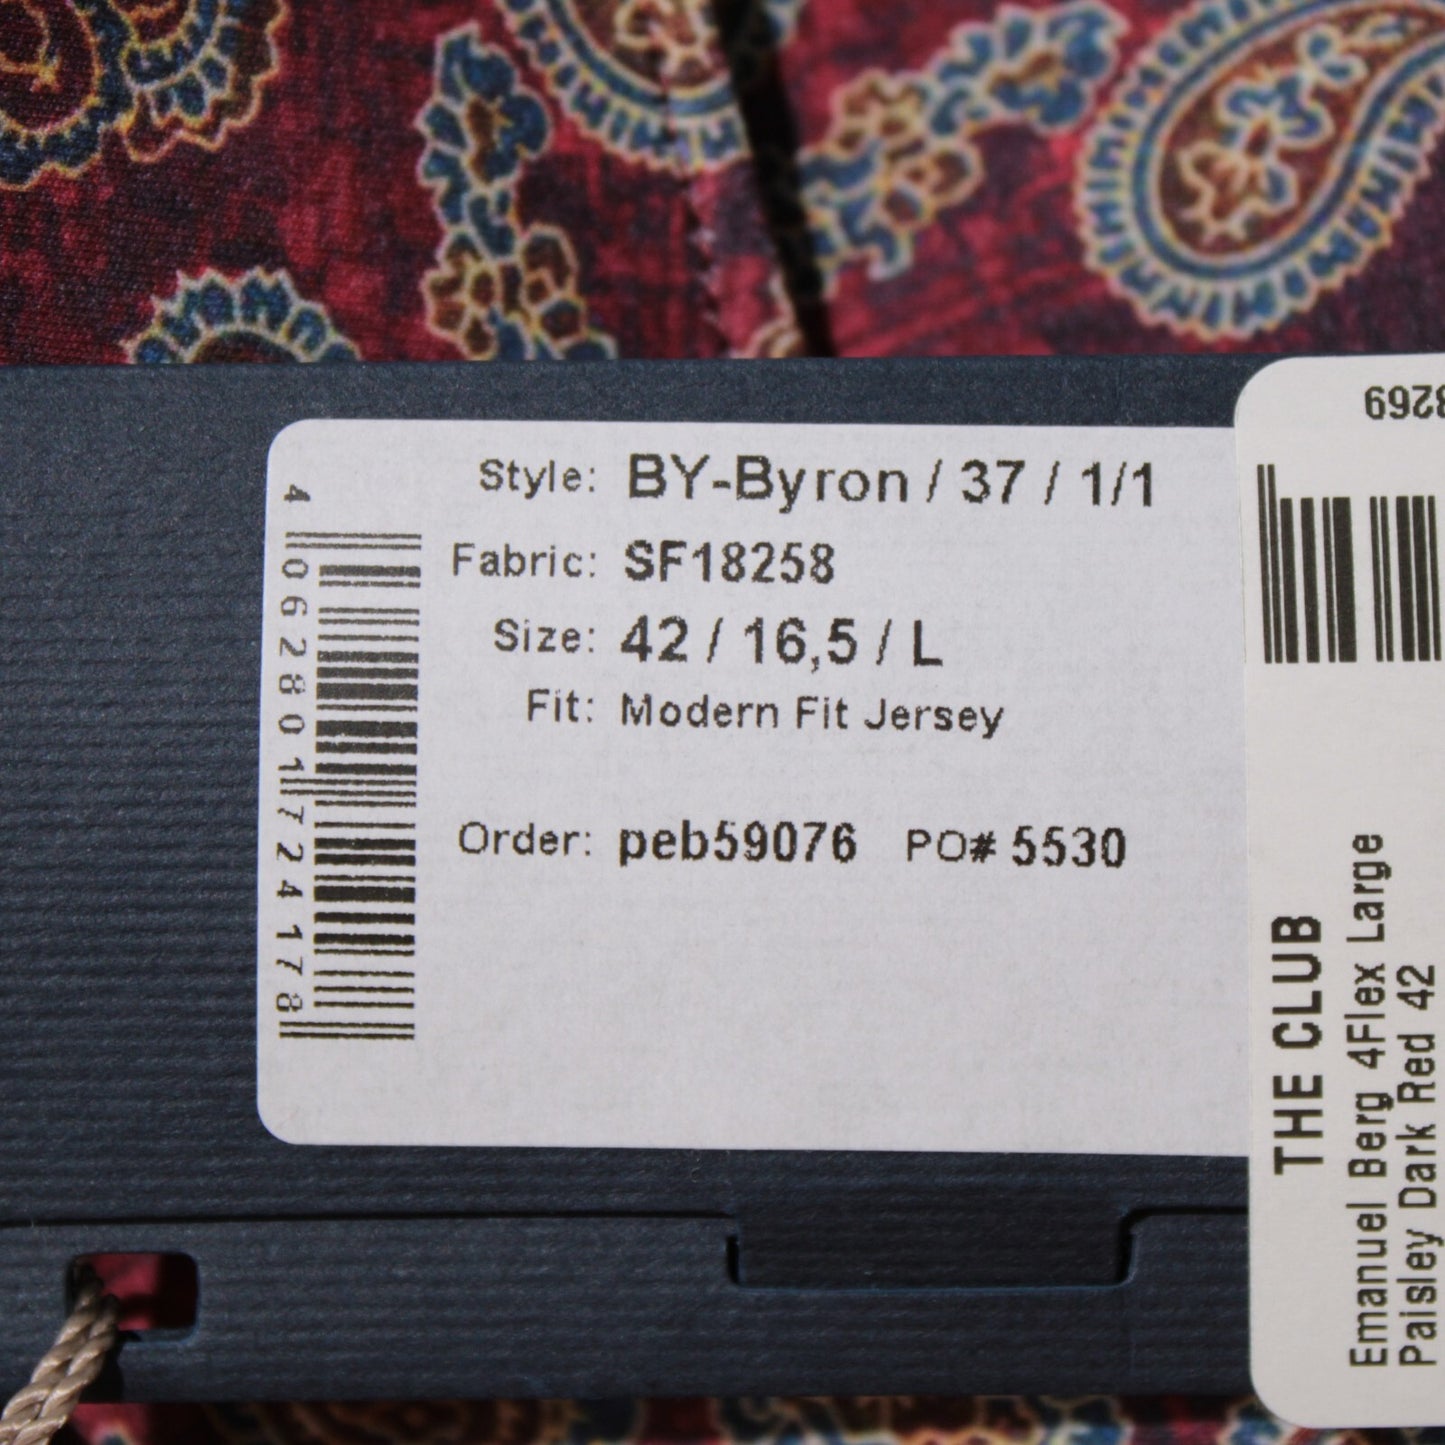 Style: BY-Byron / 37 / 1/1
Fabric: SF18258
Size: 42 / 16,5 / L
Fit: Modern Fit Jersey
Order: peb59076 PO# 5530
4 062801 724178
THE CLUB
Emanuel Berg 4Flex Large
Paisley Dark Red 42